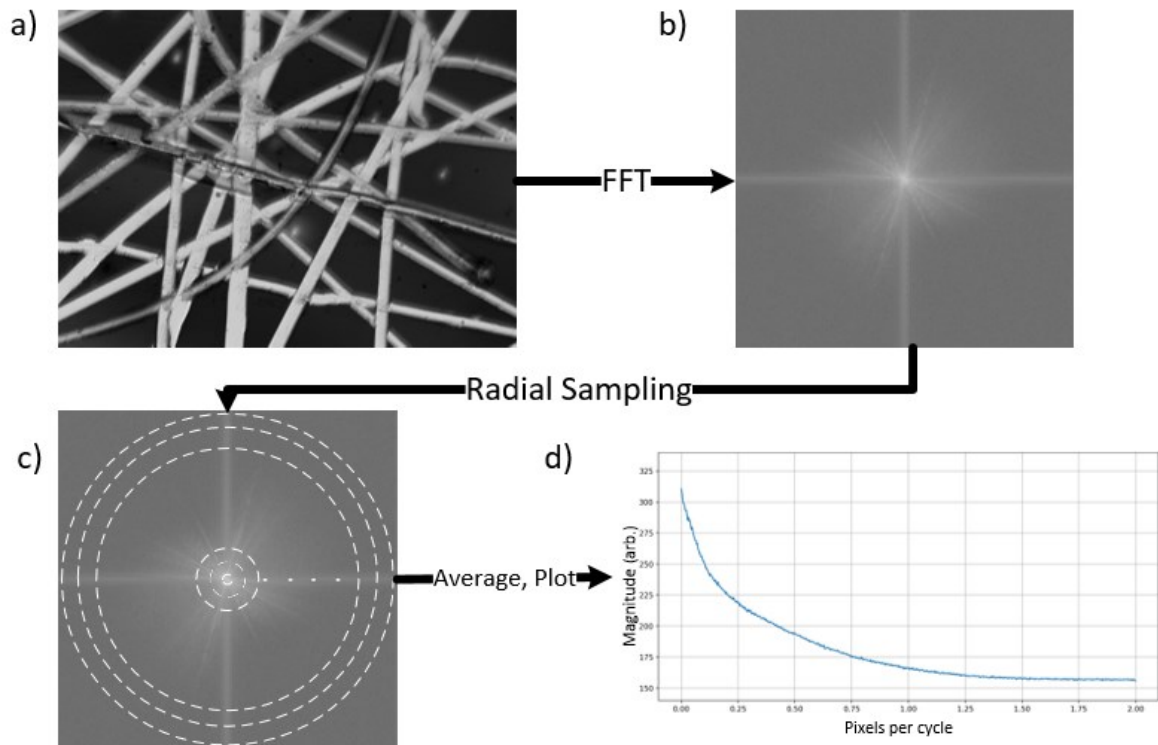 a)
b)
FFT
Radial Sampling
c)
d)
Average, Plot
Magnitude (arb.)
325
300
275
250
225
200
175
150
0.00 0.25 0.50 0.75 1.00 1.25 1.50 1.75 2.00
Pixels per cycle